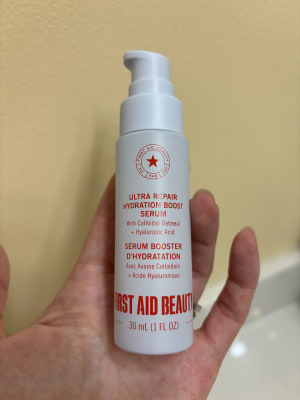 ULTRA REPAIR
HYDRATION BOOST
SERUM
With Colloidal Oatmeal
+ Hyaluronic Acid
SÉRUM BOOSTER
D'HYDRATATION
Avec Avoine Colloïdale
+ Acide Hyaluronique
FIRST AID BEAUTY
30 mL (1 FL OZ)